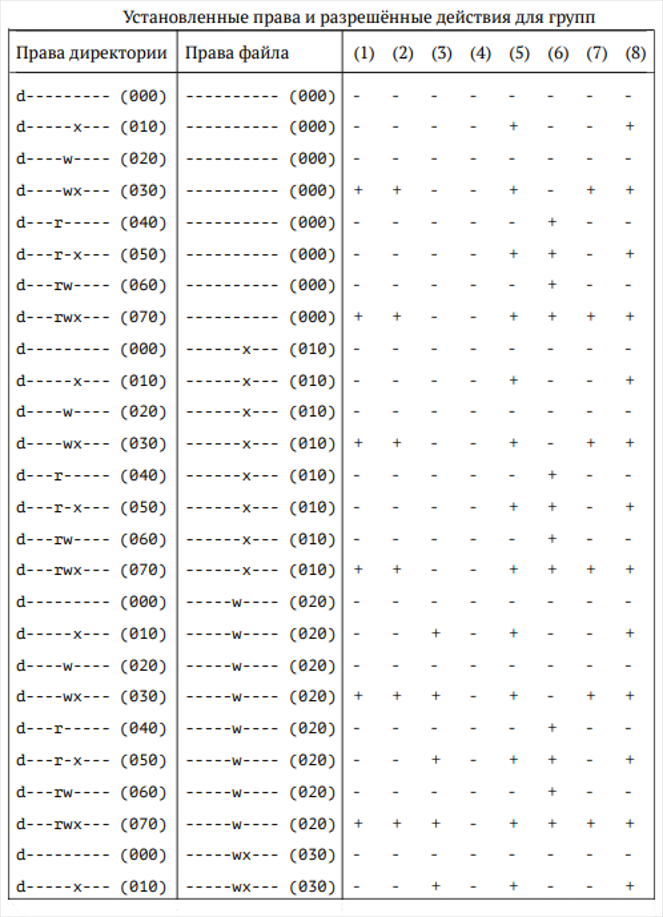 Установленные права и разрешённые действия для групп
Права директории Права файла (1) (2) (3) (4) (5) (6) (7) (8)
d--------- (000) ---------- (000) - - - - - - - -
d-----x--- (010) ---------- (000) - - - - + - - +
d----w---- (020) ---------- (000) - - - - - - - -
d----wx--- (030) ---------- (000) + + - - + - + +
d---r----- (040) ---------- (000) - - - - - + - -
d---r-x--- (050) ---------- (000) - - - - + + - +
d---rw---- (060) ---------- (000) - - - - - + - -
d---rwx--- (070) ---------- (000) + + - - + + + +
d--------- (000) ------x--- (010) - - - - - - - -
d-----x--- (010) ------x--- (010) - - - - + - - +
d----w---- (020) ------x--- (010) - - - - - - - -
d----wx--- (030) ------x--- (010) + + - - + - + +
d---r----- (040) ------x--- (010) - - - - - + - -
d---r-x--- (050) ------x--- (010) - - - - + + - +
d---rw---- (060) ------x--- (010) - - - - - + - -
d---rwx--- (070) ------x--- (010) + + - - + + + +
d--------- (000) -----w---- (020) - - - - - - - -
d-----x--- (010) -----w---- (020) - - + - + - - +
d----w---- (020) -----w---- (020) - - - - - - - -
d----wx--- (030) -----w---- (020) + + + - + - + +
d---r----- (040) -----w---- (020) - - - - - + - -
d---r-x--- (050) -----w---- (020) - - + - + + - +
d---rw---- (060) -----w---- (020) - - - - - + - -
d---rwx--- (070) -----w---- (020) + + + - + + + +
d--------- (000) -----wx--- (030) - - - - - - - -
d-----x--- (010) -----wx--- (030) - - + - + - - +